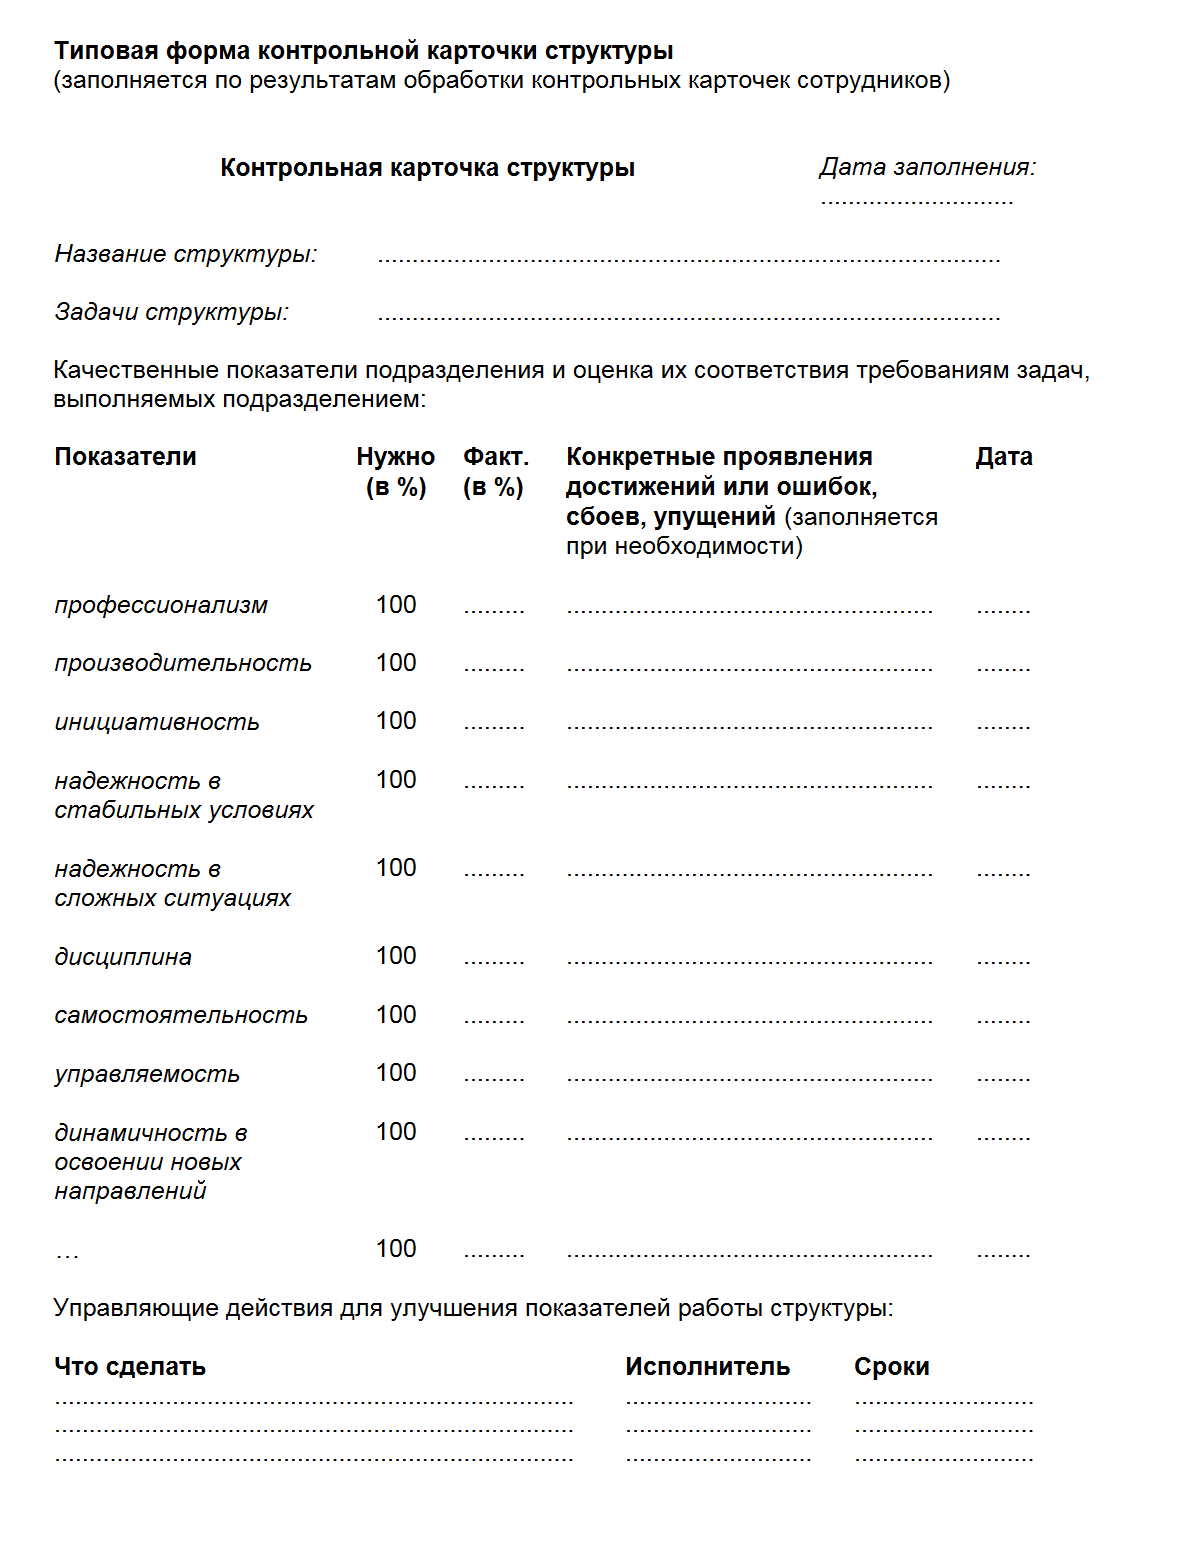 Типовая форма контрольной карточки структуры
(заполняется по результатам обработки контрольных карточек сотрудников)
Контрольная карточка структуры Дата заполнения:
............................
Название структуры: ..........................................................................................
Задачи структуры: ..........................................................................................
Качественные показатели подразделения и оценка их соответствия требованиям задач,
выполняемых подразделением:
Показатели Нужно Факт. Конкретные проявления Дата
(в %) (в %) достижений или ошибок,
сбоев, упущений (заполняется
при необходимости)
профессионализм 100 ......... ..................................................... ........
производительность 100 ......... ..................................................... ........
инициативность 100 ......... ..................................................... ........
надежность в 100 ......... ..................................................... ........
стабильных условиях
надежность в 100 ......... ..................................................... ........
сложных ситуациях
дисциплина 100 ......... ..................................................... ........
самостоятельность 100 ......... ..................................................... ........
управляемость 100 ......... ..................................................... ........
динамичность в 100 ......... ..................................................... ........
освоении новых
направлений
... 100 ......... ..................................................... ........
Управляющие действия для улучшения показателей работы структуры:
Что сделать Исполнитель Сроки
........................................................................... ........................... ..........................
........................................................................... ........................... ..........................
........................................................................... ........................... ..........................